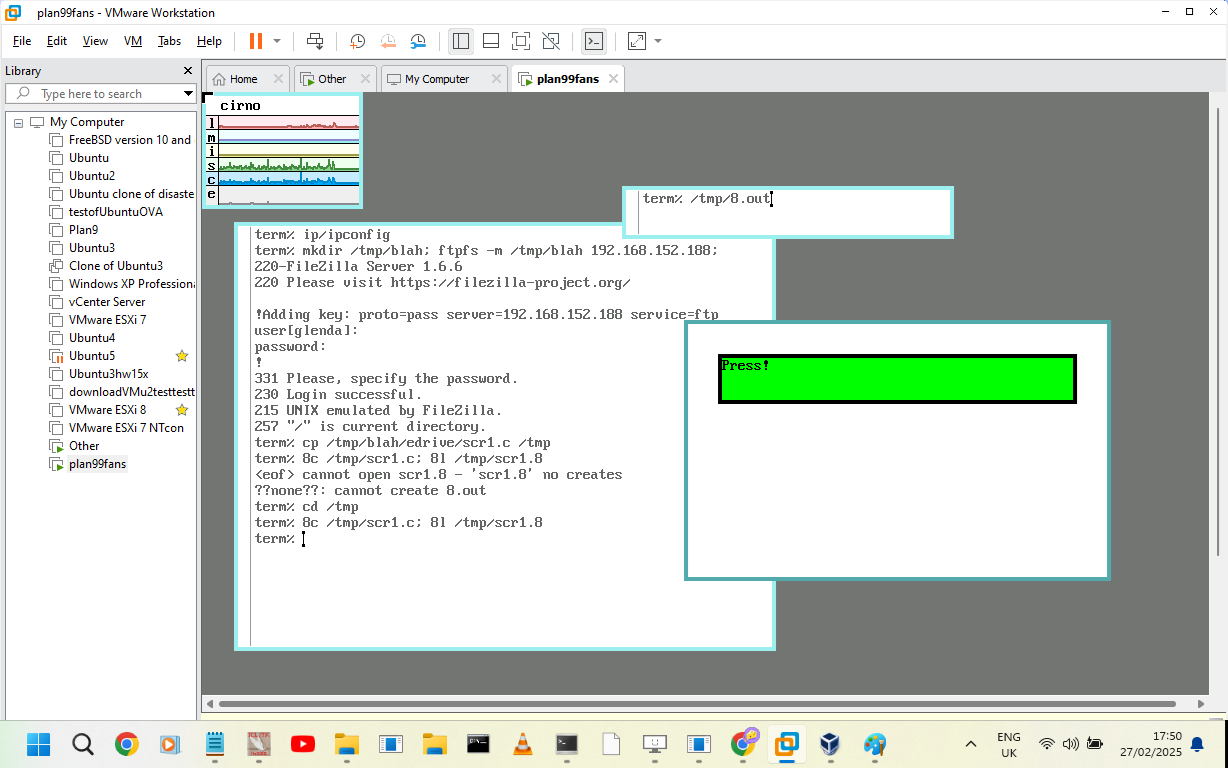 plan99fans - VMware Workstation
File Edit View VM Tabs Help
Library
Type here to search
My Computer
FreeBSD version 10 and
Ubuntu
Ubuntu2
Ubuntu clone of disaste
testofUbuntuOVA
Plan9
Ubuntu3
Clone of Ubuntu3
Windows XP Professiona
vCenter Server
VMware ESXi 7
Ubuntu4
Ubuntu5
Ubuntu3hw15x
downloadVMu2testtestt
VMware ESXi 8
VMware ESXi 7 NTcon
Other
plan99fans
Home Other My Computer plan99fans
cirno
l
m
i
s
c
e
term% /tmp/8.out
term% ip/ipconfig
term% mkdir /tmp/blah; ftpfs -m /tmp/blah 192.168.152.188;
220-FileZilla Server 1.6.6
220 Please visit https://filezilla-project.org/
!Adding key: proto=pass server=192.168.152.188 service=ftp
user[glenda]:
password:
!
331 Please, specify the password.
230 Login successful.
215 UNIX emulated by FileZilla.
257 "/" is current directory.
term% cp /tmp/blah/edrive/scr1.c /tmp
term% 8c /tmp/scr1.c; 8l /tmp/scr1.8
<eof> cannot open scr1.8 - 'scr1.8' no creates
??none??: cannot create 8.out
term% cd /tmp
term% 8c /tmp/scr1.c; 8l /tmp/scr1.8
term%
Press!
ENG
UK
17:50
27/02/2025